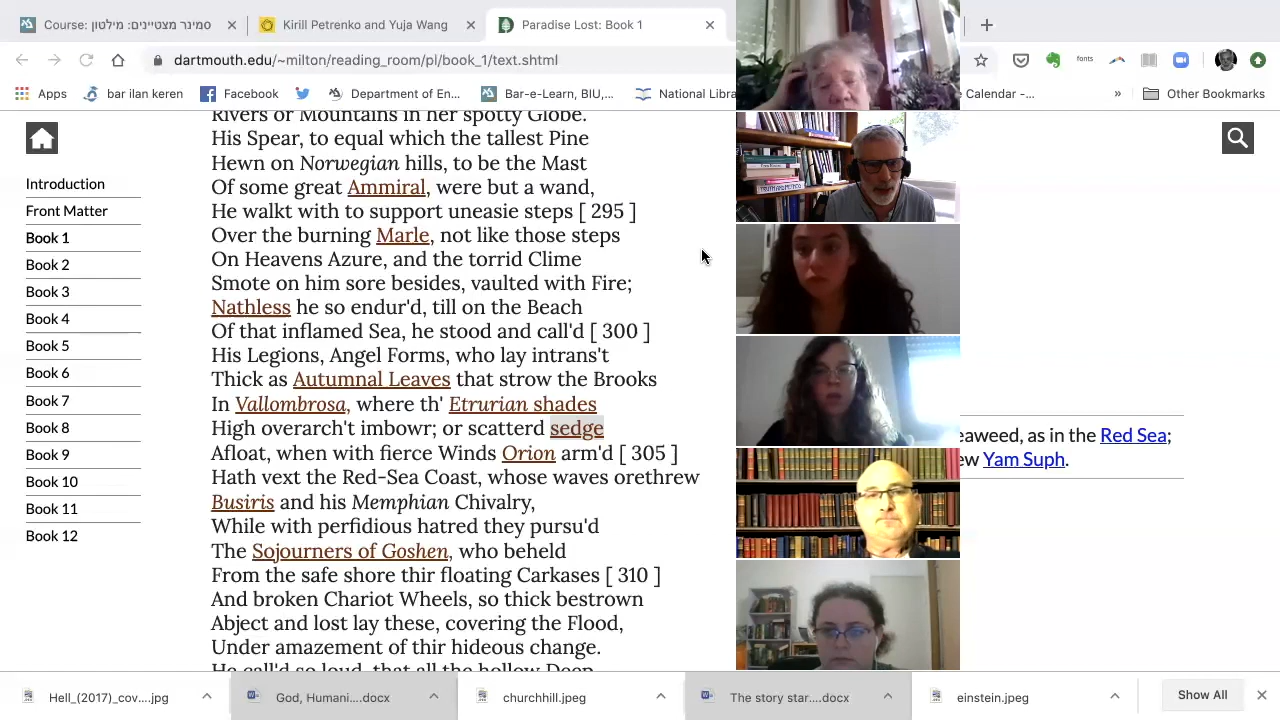 Course: סמינר מצטיינים: מילטון
Kirill Petrenko and Yuja Wang
Paradise Lost: Book 1
dartmouth.edu/~milton/reading_room/pl/book_1/text.shtml
fonts
Apps
bar ilan keren
Facebook
Department of En...
Bar-e-Learn, BIU,...
National Libra
e Calendar -...
»
Other Bookmarks
Introduction
Front Matter
Book 1
Book 2
Book 3
Book 4
Book 5
Book 6
Book 7
Book 8
Book 9
Book 10
Book 11
Book 12
Rivers or Mountains in her spotty Globe.
His Spear, to equal which the tallest Pine
Hewn on Norwegian hills, to be the Mast
Of some great Ammiral, were but a wand,
He walkt with to support uneasie steps [ 295 ]
Over the burning Marle, not like those steps
On Heavens Azure, and the torrid Clime
Smote on him sore besides, vaulted with Fire;
Nathless he so endur'd, till on the Beach
Of that inflamed Sea, he stood and call'd [ 300 ]
His Legions, Angel Forms, who lay intrans't
Thick as Autumnal Leaves that strow the Brooks
In Vallombrosa, where th' Etrurian shades
High overarch't imbowr; or scatterd sedge
Afloat, when with fierce Winds Orion arm'd [ 305 ]
Hath vext the Red-Sea Coast, whose waves orethrew
Busiris and his Memphian Chivalry,
While with perfidious hatred they pursu'd
The Sojourners of Goshen, who beheld
From the safe shore thir floating Carkases [ 310 ]
And broken Chariot Wheels, so thick bestrown
Abject and lost lay these, covering the Flood,
Under amazement of thir hideous change.
He call'd so loud, that all the hollow Deep
eaweed, as in the Red Sea;
ew Yam Suph.
Hell_(2017)_cov....jpg
God, Humani....docx
churchhill.jpeg
The story star....docx
einstein.jpeg
Show All